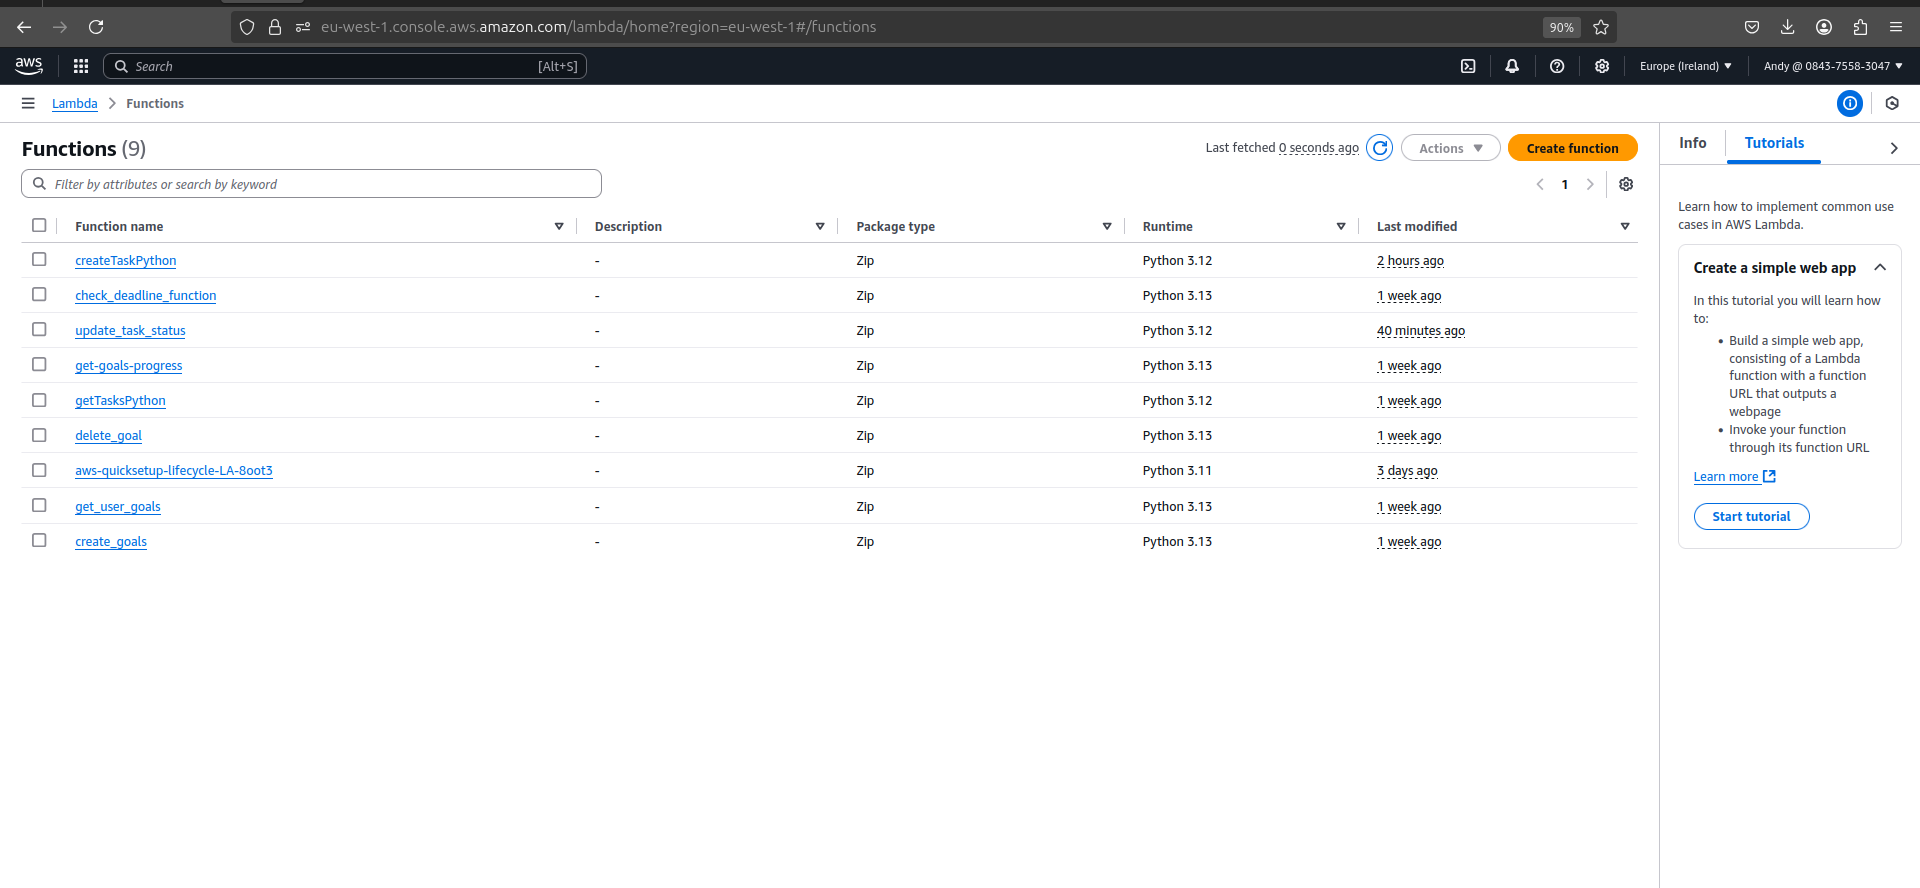 eu-west-1.console.aws.amazon.com/lambda/home?region=eu-west-1#/functions
90%
aws
Search
[Alt+S]
Europe (Ireland)
Andy @ 0843-7558-3047
Lambda
Functions
Functions (9)
Last fetched 0 seconds ago
Actions
Create function
Filter by attributes or search by keyword
1
Function name Description Package type Runtime Last modified
createTaskPython - Zip Python 3.12 2 hours ago
check_deadline_function - Zip Python 3.13 1 week ago
update_task_status - Zip Python 3.12 40 minutes ago
get-goals-progress - Zip Python 3.13 1 week ago
getTasksPython - Zip Python 3.12 1 week ago
delete_goal - Zip Python 3.13 1 week ago
aws-quicksetup-lifecycle-LA-8oot3 - Zip Python 3.11 3 days ago
get_user_goals - Zip Python 3.13 1 week ago
create_goals - Zip Python 3.13 1 week ago
Info
Tutorials
Learn how to implement common use
cases in AWS Lambda.
Create a simple web app
In this tutorial you will learn how
to:
• Build a simple web app,
consisting of a Lambda
function with a function
URL that outputs a
webpage
• Invoke your function
through its function URL
Learn more
Start tutorial